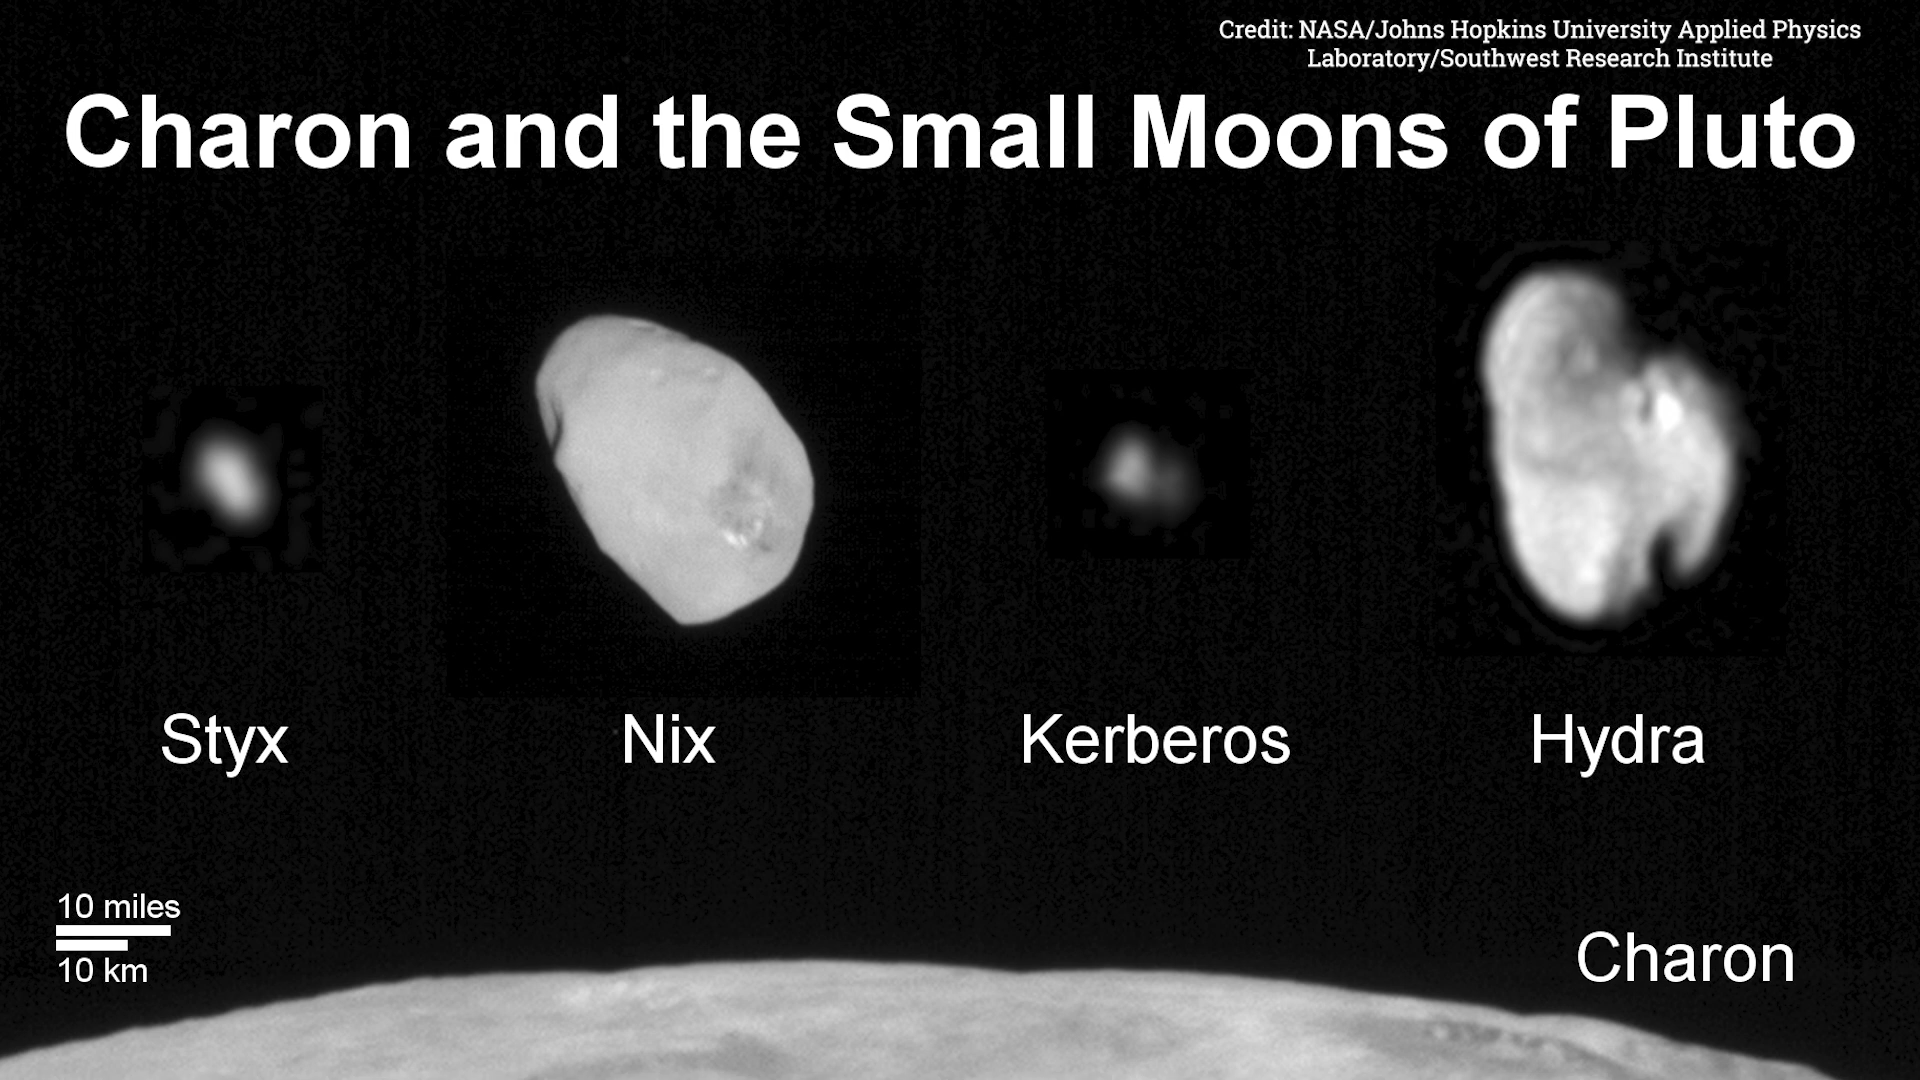 Credit: NASA/Johns Hopkins University Applied Physics
Laboratory/Southwest Research Institute
Charon and the Small Moons of Pluto
Styx
Nix
Kerberos
Hydra
10 miles
10 km
Charon